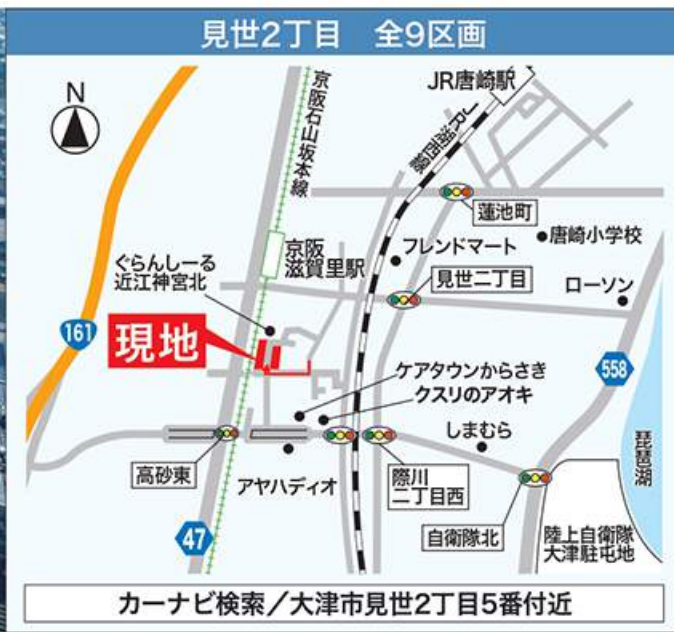 見世2丁目 全9区画
N
京阪石山坂本線
JR唐崎駅
JR湖西線
蓮池町
唐崎小学校
京阪
滋賀里駅
フレンドマート
ぐらんしーる
近江神宮北
見世二丁目
ローソン
161
現地
558
ケアタウンからさき
クスリのアオキ
しまむら
琵琶湖
高砂東
アヤハディオ
際川
二丁目西
47
自衛隊北
陸上自衛隊
大津駐屯地
カーナビ検索/大津市見世2丁目5番付近